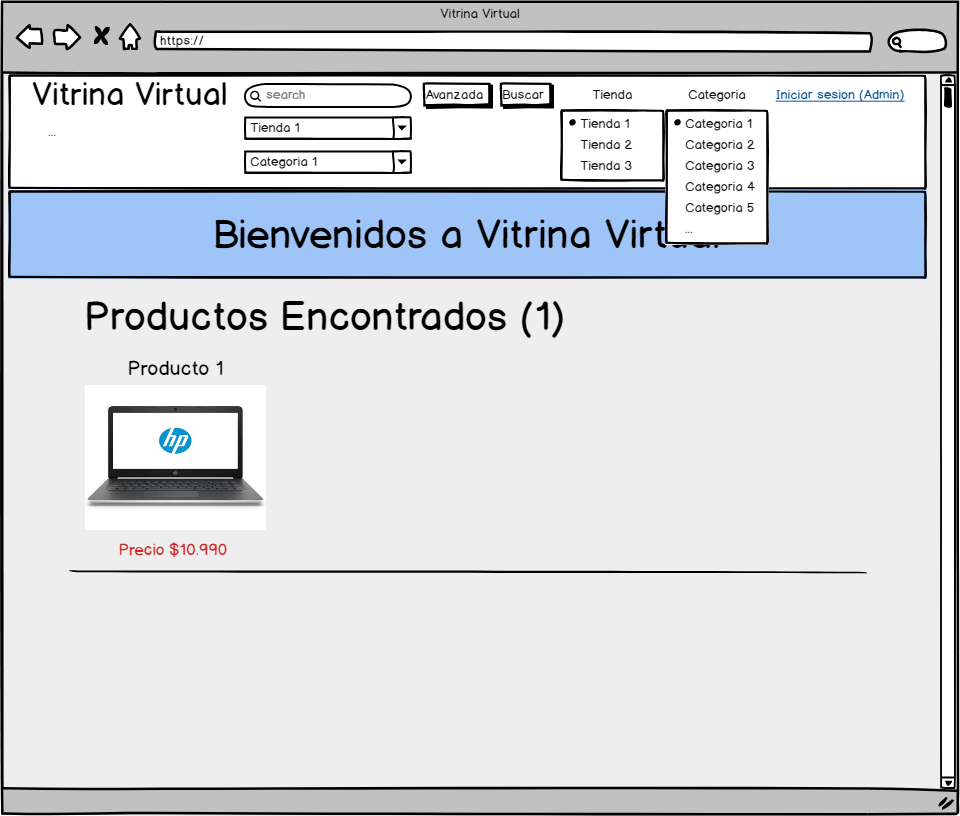 Vitrina Virtual
https://
Vitrina Virtual
search
Avanzada
Buscar
Tienda
Categoria
Iniciar sesion (Admin)
...
Tienda 1
Categoria 1
Tienda 1
Tienda 2
Tienda 3
Categoria 1
Categoria 2
Categoria 3
Categoria 4
Categoria 5
...
Bienvenidos a Vitrina Virtual
Productos Encontrados (1)
Producto 1
hp
Precio $10.990